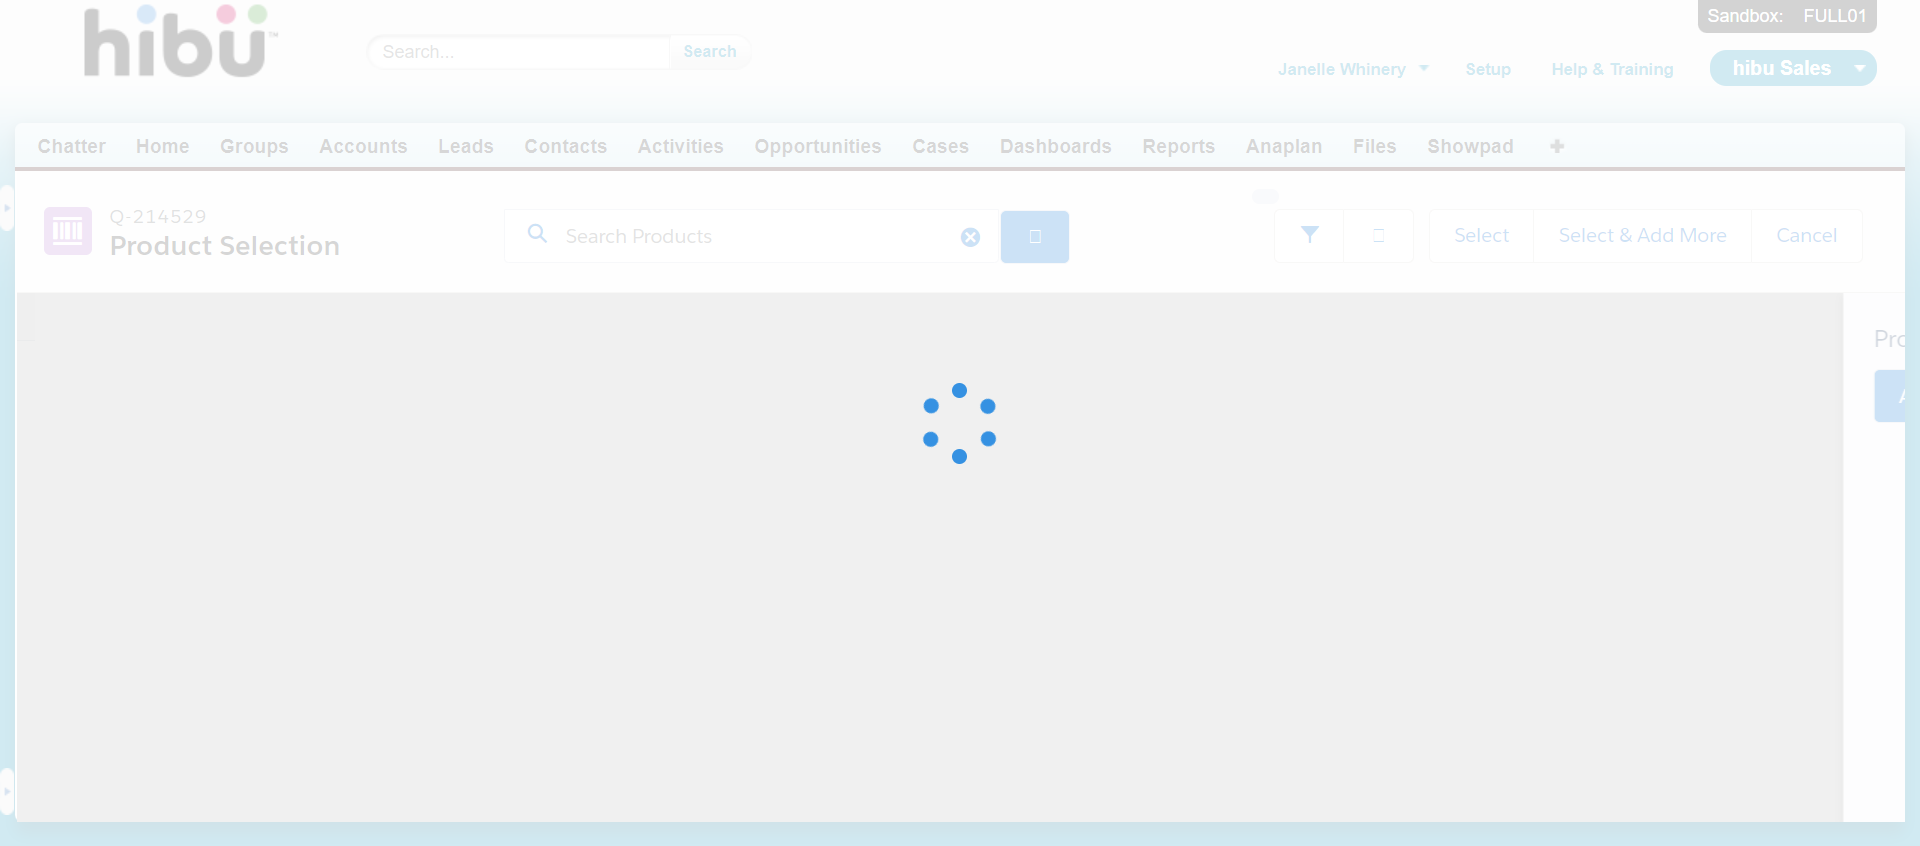 hibu™
Search...
Search
Sandbox: FULL01
Janelle Whinery
Setup
Help & Training
hibu Sales
Chatter Home Groups Accounts Leads Contacts Activities Opportunities Cases Dashboards Reports Anaplan Files Showpad
Q-214529
Product Selection
Search Products
Select
Select & Add More
Cancel
Pro
A